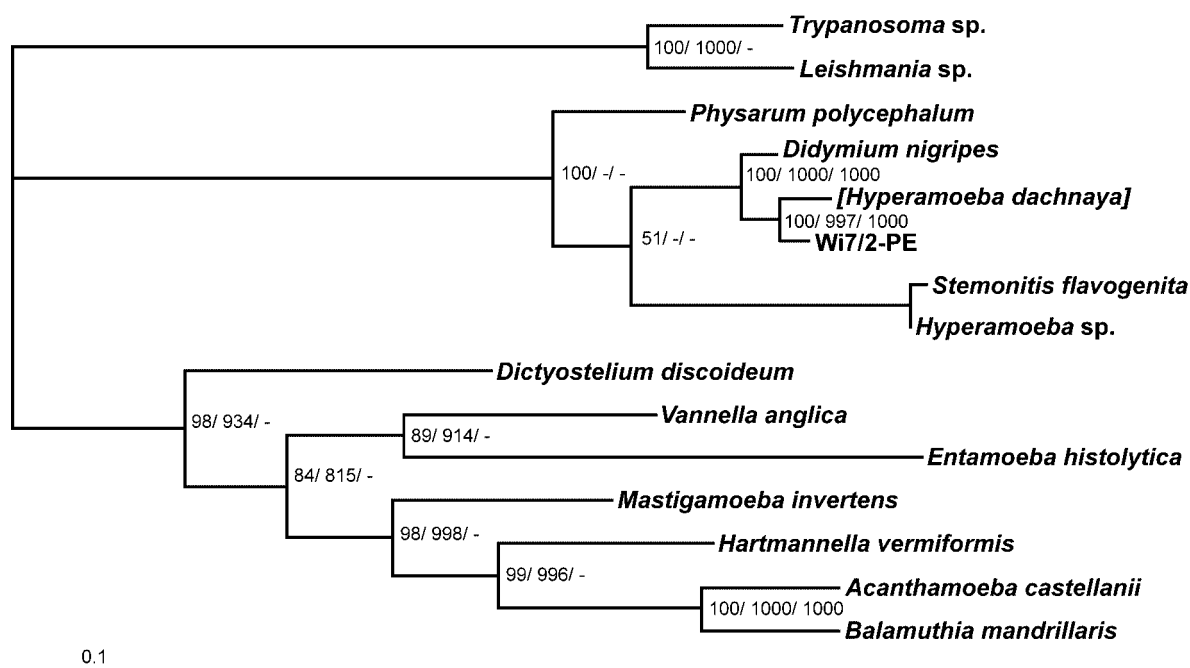 Trypanosoma sp.
100/ 1000/ -
Leishmania sp.
Physarum polycephalum
Didymium nigripes
100/ -/ -
100/ 1000/ 1000
[Hyperamoeba dachnaya]
100/ 997/ 1000
51/ -/ -
Wi7/2-PE
Stemonitis flavogenita
Hyperamoeba sp.
Dictyostelium discoideum
98/ 934/ -
Vannella anglica
89/ 914/ -
Entamoeba histolytica
84/ 815/ -
Mastigamoeba invertens
98/ 998/ -
Hartmannella vermiformis
99/ 996/ -
Acanthamoeba castellanii
100/ 1000/ 1000
Balamuthia mandrillaris
0.1